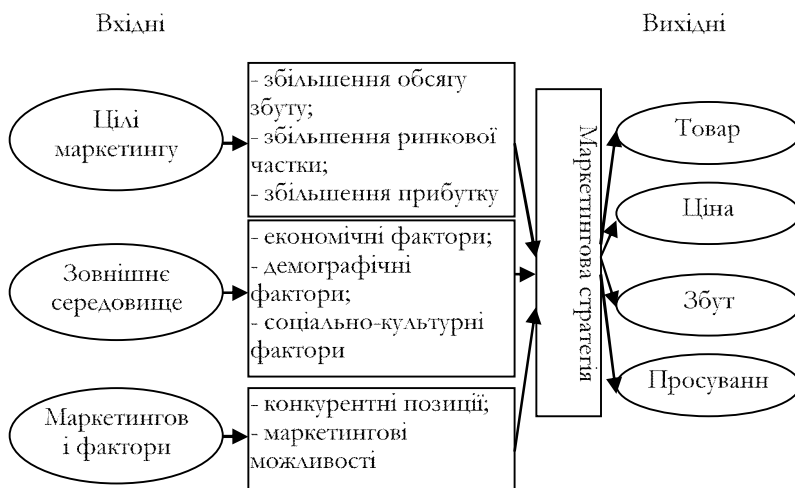 Вхідні
Вихідні
Цілі
маркетингу
- збільшення обсягу
збуту;
- збільшення ринкової
частки;
- збільшення прибутку
Зовнішнє
середовище
- економічні фактори;
- демографічні
фактори;
- соціально-культурні
фактори
Маркетингов
і фактори
- конкурентні позиції;
- маркетингові
можливості
Маркетингова стратегія
Товар
Ціна
Збут
Просуванн